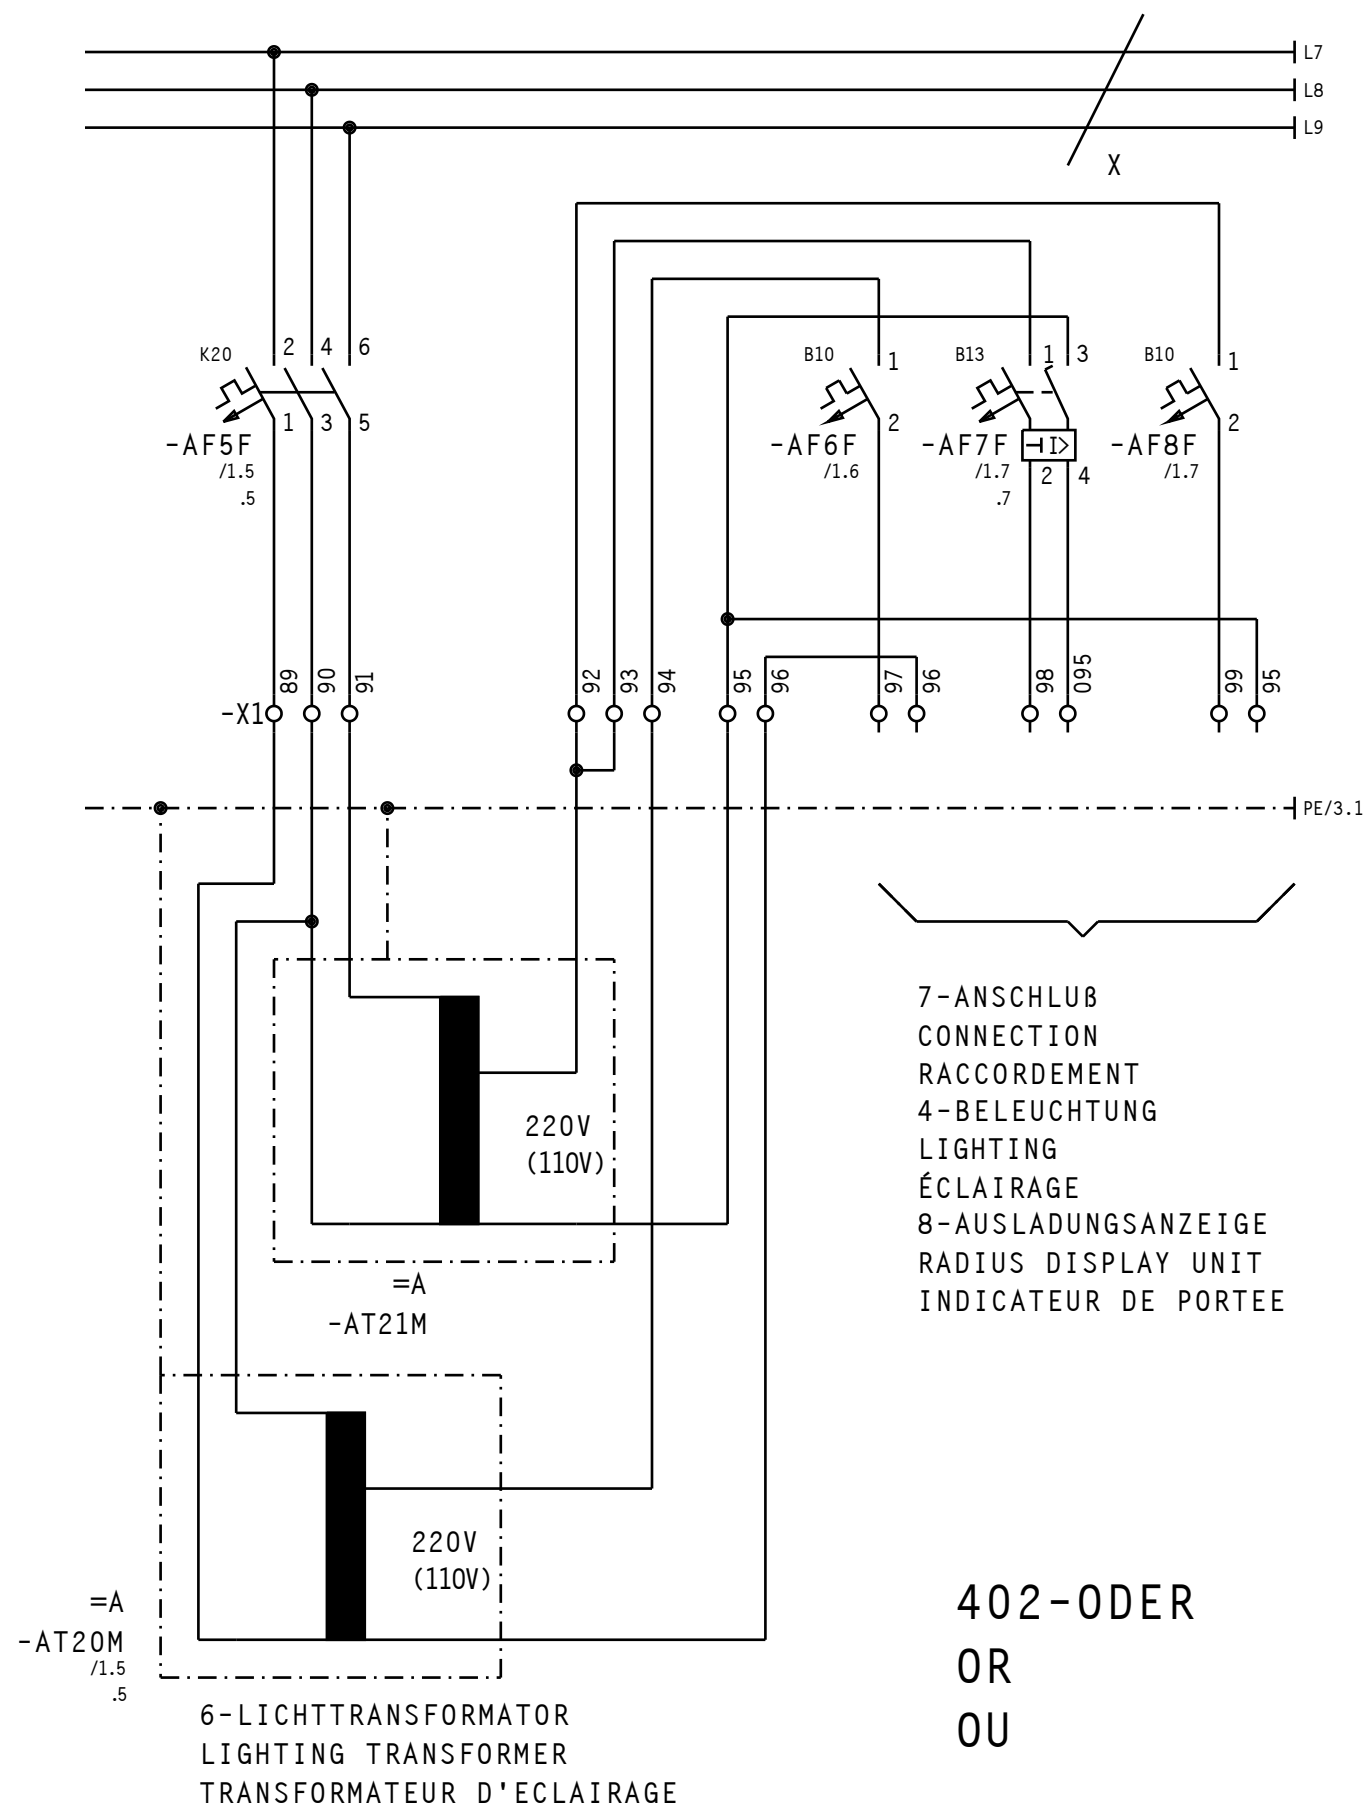 L7
L8
L9
X
K20
2 4 6
1 3 5
-AF5F
/1.5
.5
B10
1
2
-AF6F
/1.6
B13
1 3
I>
2 4
-AF7F
/1.7
.7
B10
1
2
-AF8F
/1.7
-X1
89 90 91 92 93 94 95 96 97 96 98 095 99 95
PE/3.1
220V
(110V)
=A
-AT21M
7-ANSCHLUß
CONNECTION
RACCORDEMENT
4-BELEUCHTUNG
LIGHTING
ÉCLAIRAGE
8-AUSLADUNGSANZEIGE
RADIUS DISPLAY UNIT
INDICATEUR DE PORTEE
220V
(110V)
=A
-AT20M
/1.5
.5
6-LICHTTRANSFORMATOR
LIGHTING TRANSFORMER
TRANSFORMATEUR D'ECLAIRAGE
402-ODER
OR
OU